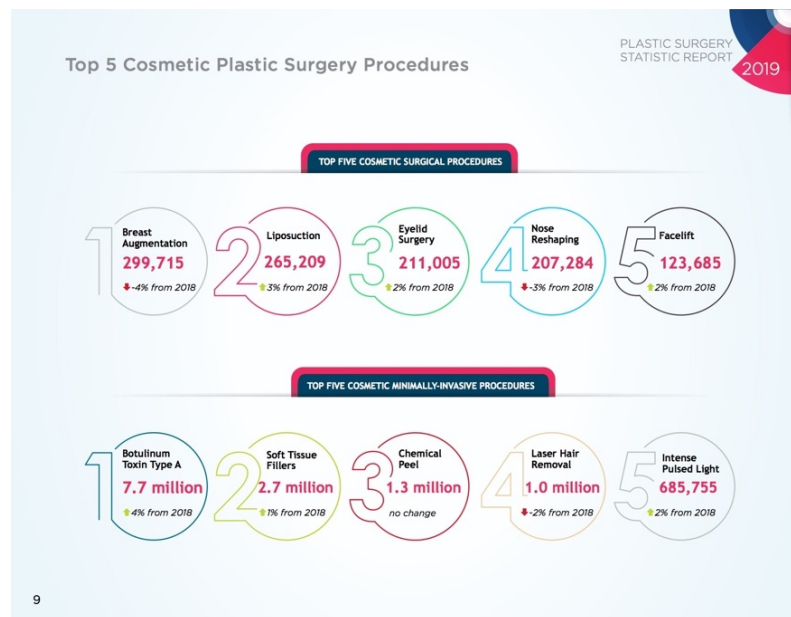 PLASTIC SURGERY
STATISTIC REPORT
2019
Top 5 Cosmetic Plastic Surgery Procedures
TOP FIVE COSMETIC SURGICAL PROCEDURES
1
Breast
Augmentation
299,715
-4% from 2018
2
Liposuction
265,209
3% from 2018
3
Eyelid
Surgery
211,005
2% from 2018
4
Nose
Reshaping
207,284
-3% from 2018
5
Facelift
123,685
2% from 2018
TOP FIVE COSMETIC MINIMALLY-INVASIVE PROCEDURES
1
Botulinum
Toxin Type A
7.7 million
4% from 2018
2
Soft Tissue
Fillers
2.7 million
1% from 2018
3
Chemical
Peel
1.3 million
no change
4
Laser Hair
Removal
1.0 million
-2% from 2018
5
Intense
Pulsed Light
685,755
2% from 2018
9